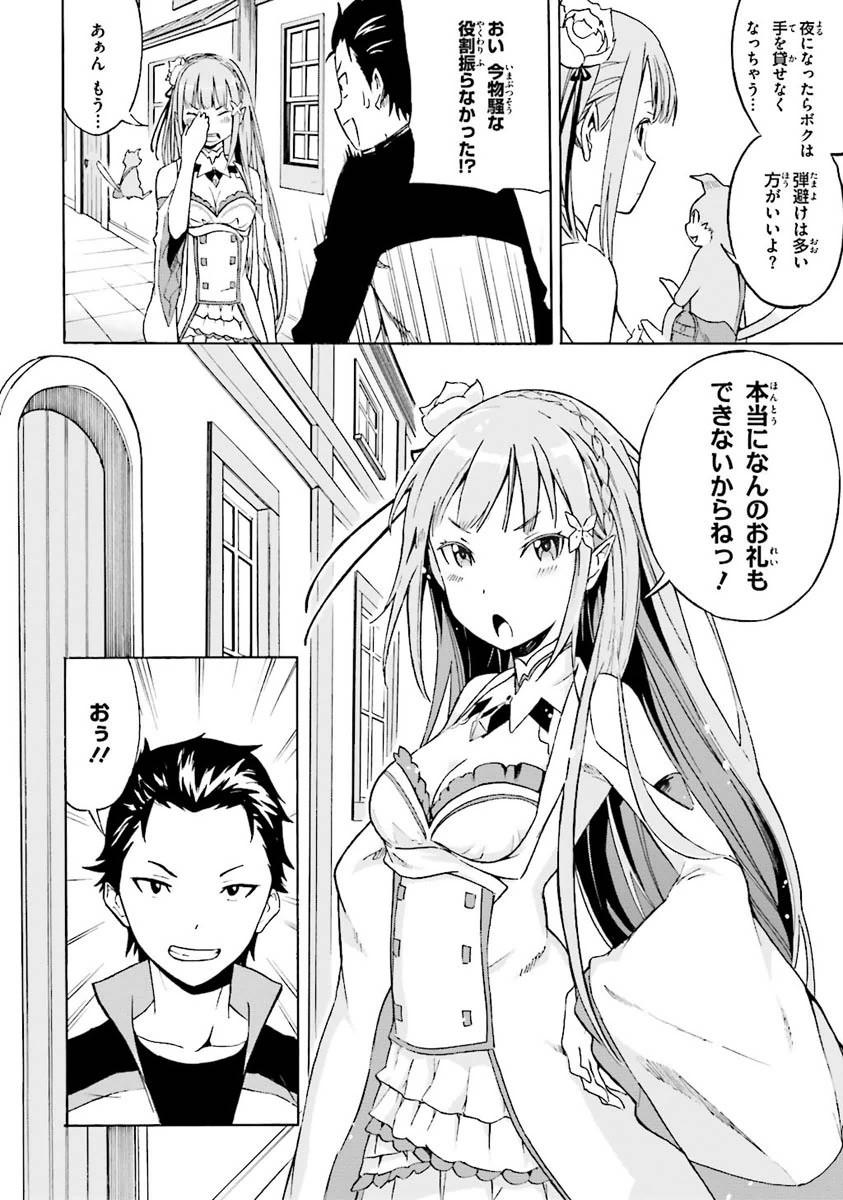 夜になったらボクは
手を貸せなく
なっちゃう…
弾避けは多い
方がいいよ？
おい 今物騒な
役割振らなかった!?
あぁん もう…
本当になんのお礼も
できないからねっ！
おぅ!!